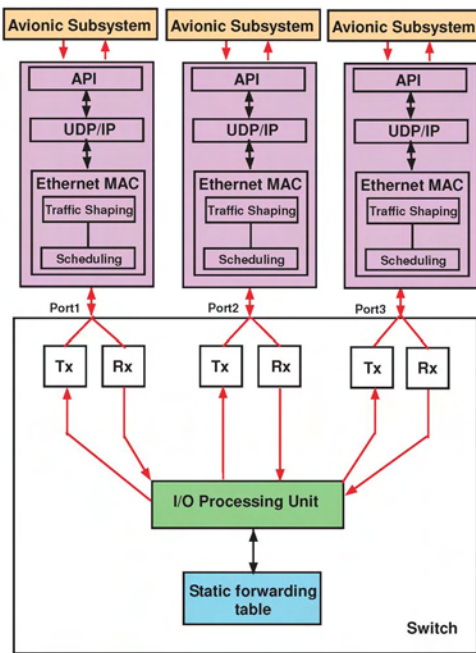 Avionic Subsystem
Avionic Subsystem
Avionic Subsystem
API
API
API
UDP/IP
UDP/IP
UDP/IP
Ethernet MAC
Ethernet MAC
Ethernet MAC
Traffic Shaping
Traffic Shaping
Traffic Shaping
Scheduling
Scheduling
Scheduling
Port1
Port2
Port3
Tx
Rx
Tx
Rx
Tx
Rx
I/O Processing Unit
Static forwarding
table
Switch